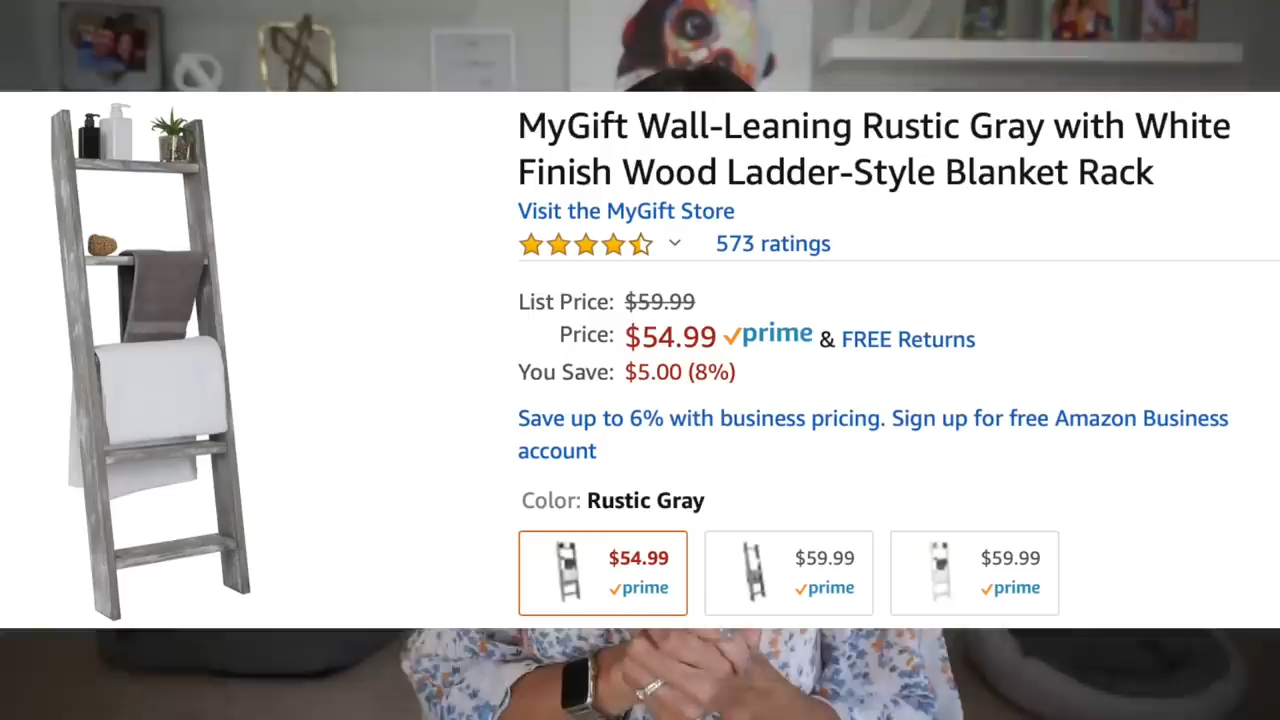 MyGift Wall-Leaning Rustic Gray with White
Finish Wood Ladder-Style Blanket Rack
Visit the MyGift Store
573 ratings
List Price: $59.99
Price: $54.99 prime & FREE Returns
You Save: $5.00 (8%)
Save up to 6% with business pricing. Sign up for free Amazon Business
account
Color: Rustic Gray
$54.99 $59.99 $59.99
prime prime prime